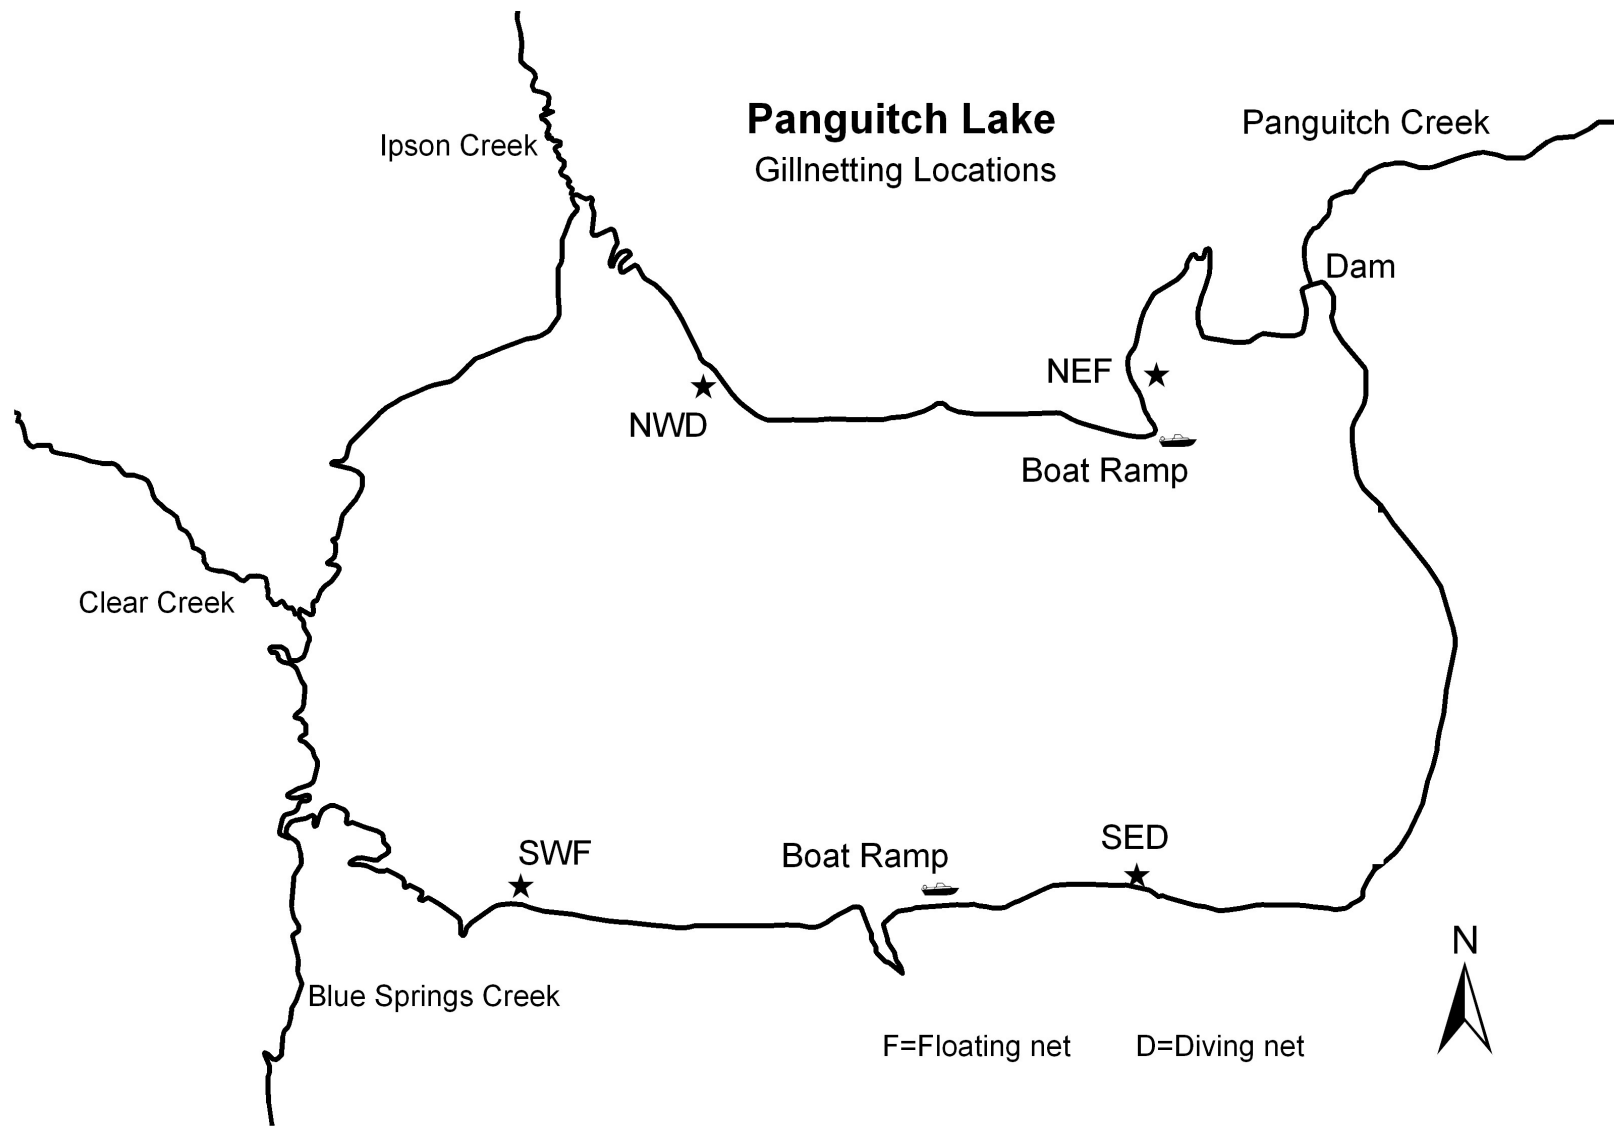 Panguitch Lake
Gillnetting Locations
Panguitch Creek
Ipson Creek
Dam
NEF
NWD
Boat Ramp
Clear Creek
SWF
Boat Ramp
SED
N
Blue Springs Creek
F=Floating net
D=Diving net